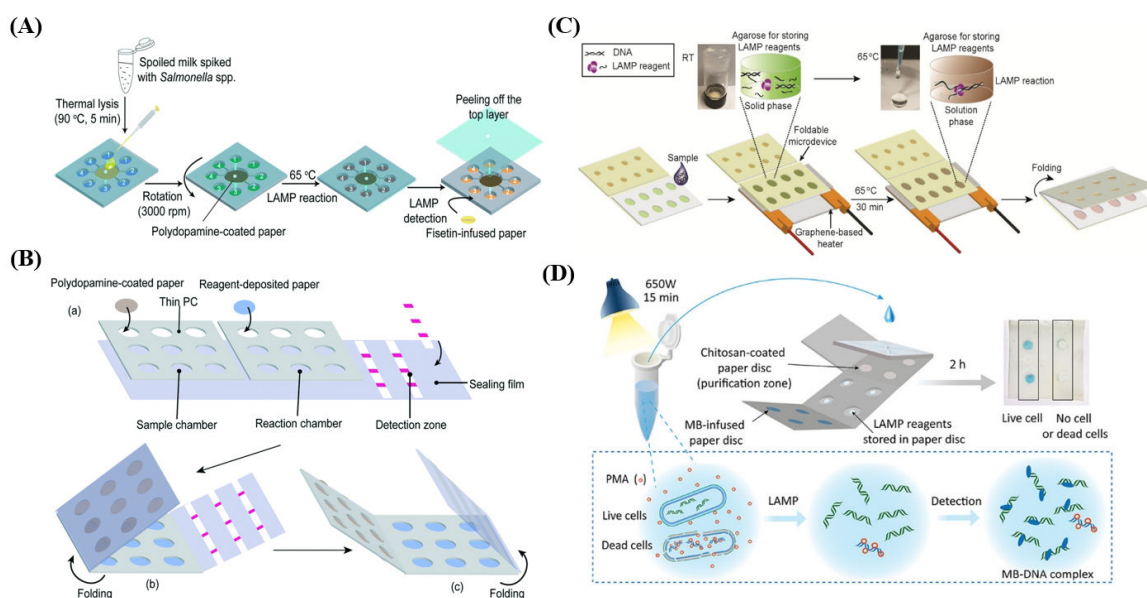 (A)
Spoiled milk spiked
with Salmonella spp.
Thermal lysis
(90 °C, 5 min)
Peeling off the
top layer
Rotation
(3000 rpm)
65 °C
LAMP reaction
LAMP
detection
Polydopamine-coated paper
Fisetin-infused paper
(B)
Polydopamine-coated paper
Reagent-deposited paper
(a)
Thin PC
Sealing film
Sample chamber
Reaction chamber
Detection zone
Folding
(b)
(c)
Folding
(C)
DNA
LAMP reagent
RT
Agarose for storing
LAMP reagents
Solid phase
65°C
Agarose for storing
LAMP reagents
LAMP reaction
Solution
phase
Foldable
microdevice
Sample
65°C
30 min
Folding
Graphene-based
heater
(D)
650W
15 min
Chitosan-coated
paper disc
(purification zone)
2 h
MB-infused
paper disc
LAMP reagents
stored in paper disc
Live cell
No cell
or dead cells
PMA ( )
Live cells
Dead cells
LAMP
Detection
MB-DNA complex